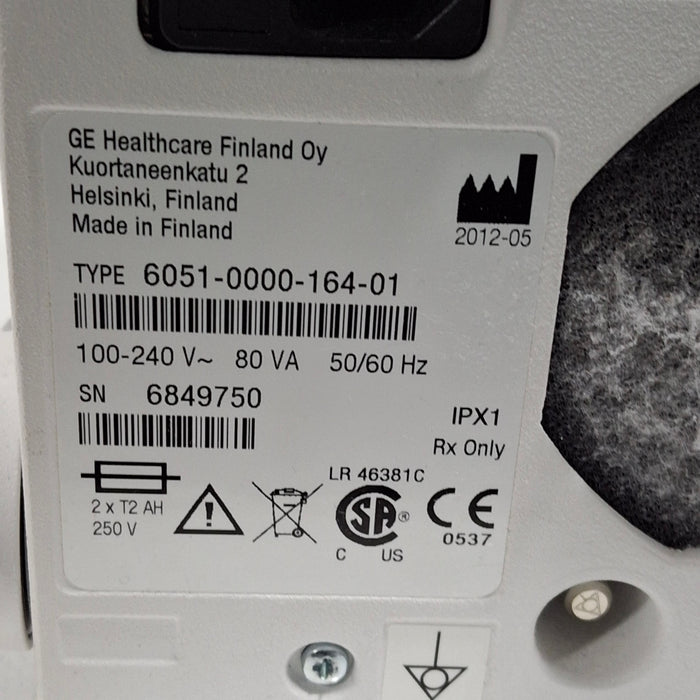 GE Healthcare Finland Oy
Kuortaneenkatu 2
Helsinki, Finland
Made in Finland
2012-05
TYPE 6051-0000-164-01
100-240 V~ 80 VA 50/60 Hz
SN 6849750
IPX1
Rx Only
LR 46381C
2 x T2 AH
250 V
SA ®
C US
CE
0537